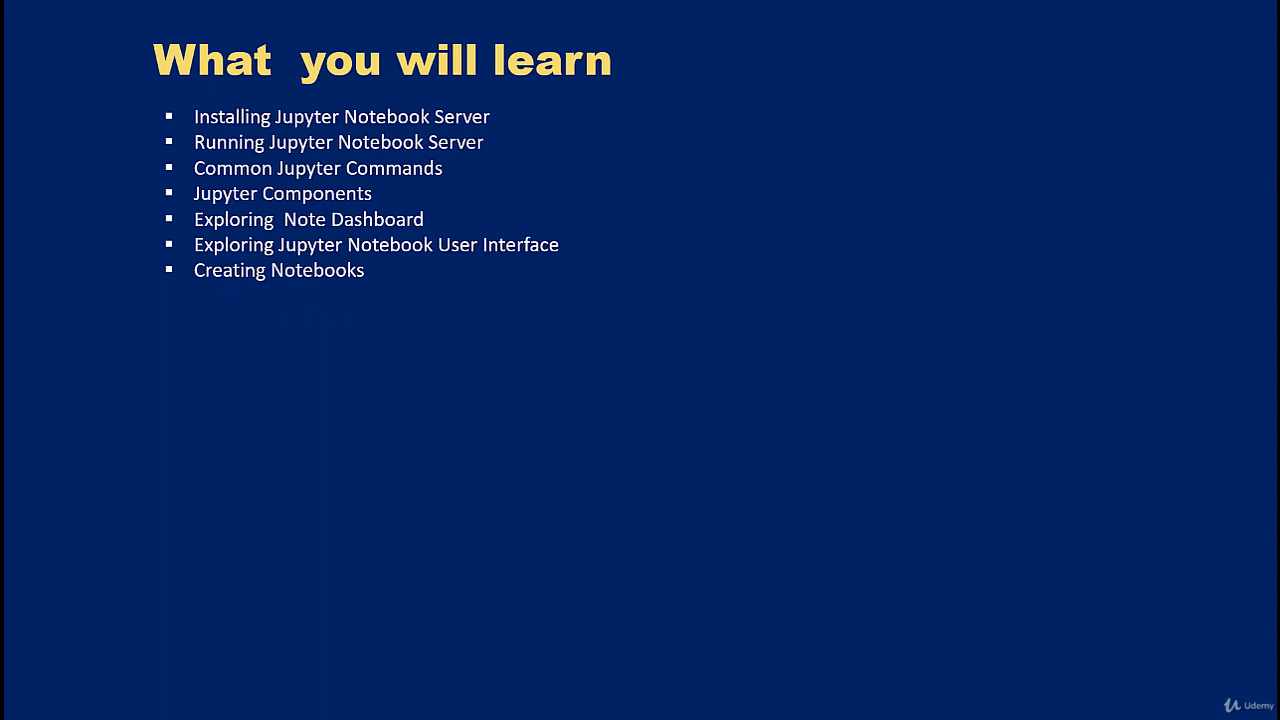 What  you will learn
▪ Installing Jupyter Notebook Server
▪ Running Jupyter Notebook Server
▪ Common Jupyter Commands
▪ Jupyter Components
▪ Exploring  Note Dashboard
▪ Exploring Jupyter Notebook User Interface
▪ Creating Notebooks
Udemy